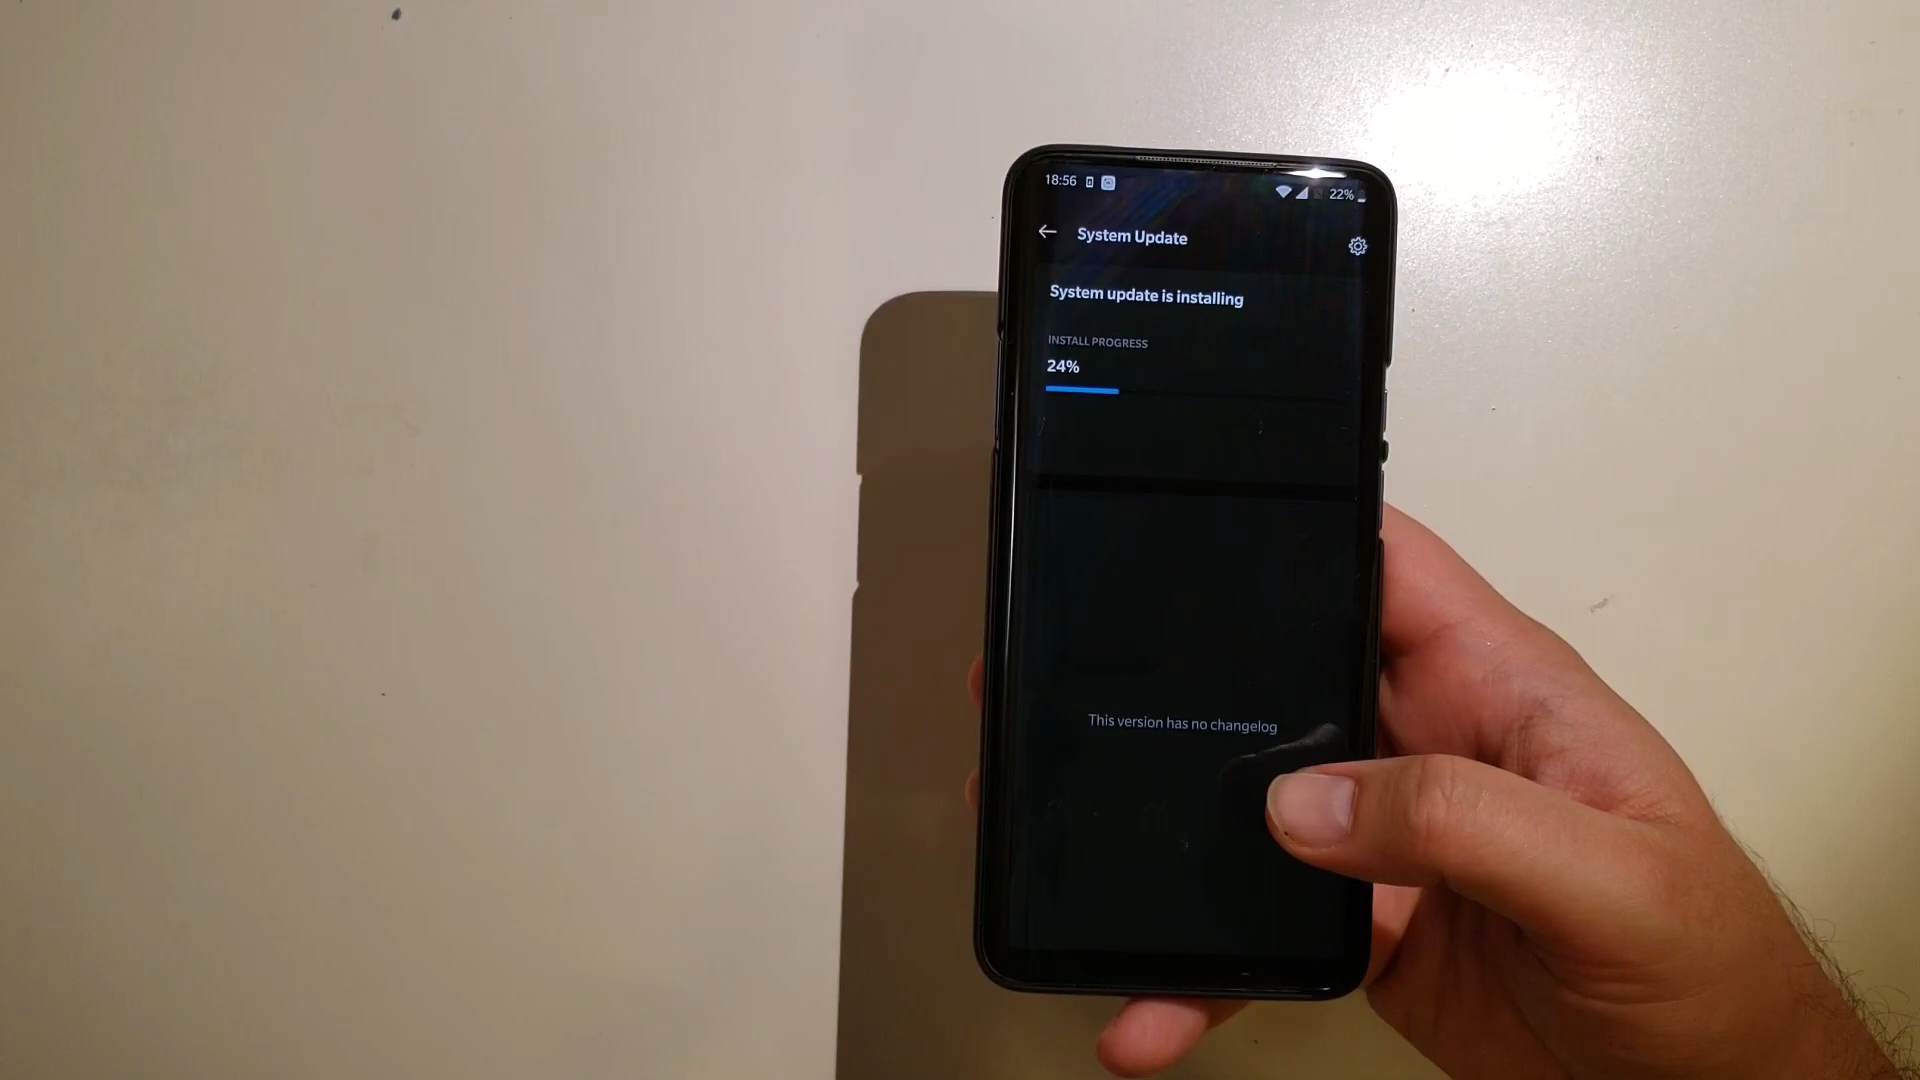 18:56
22%
System Update
System update is installing
INSTALL PROGRESS
24%
This version has no changelog